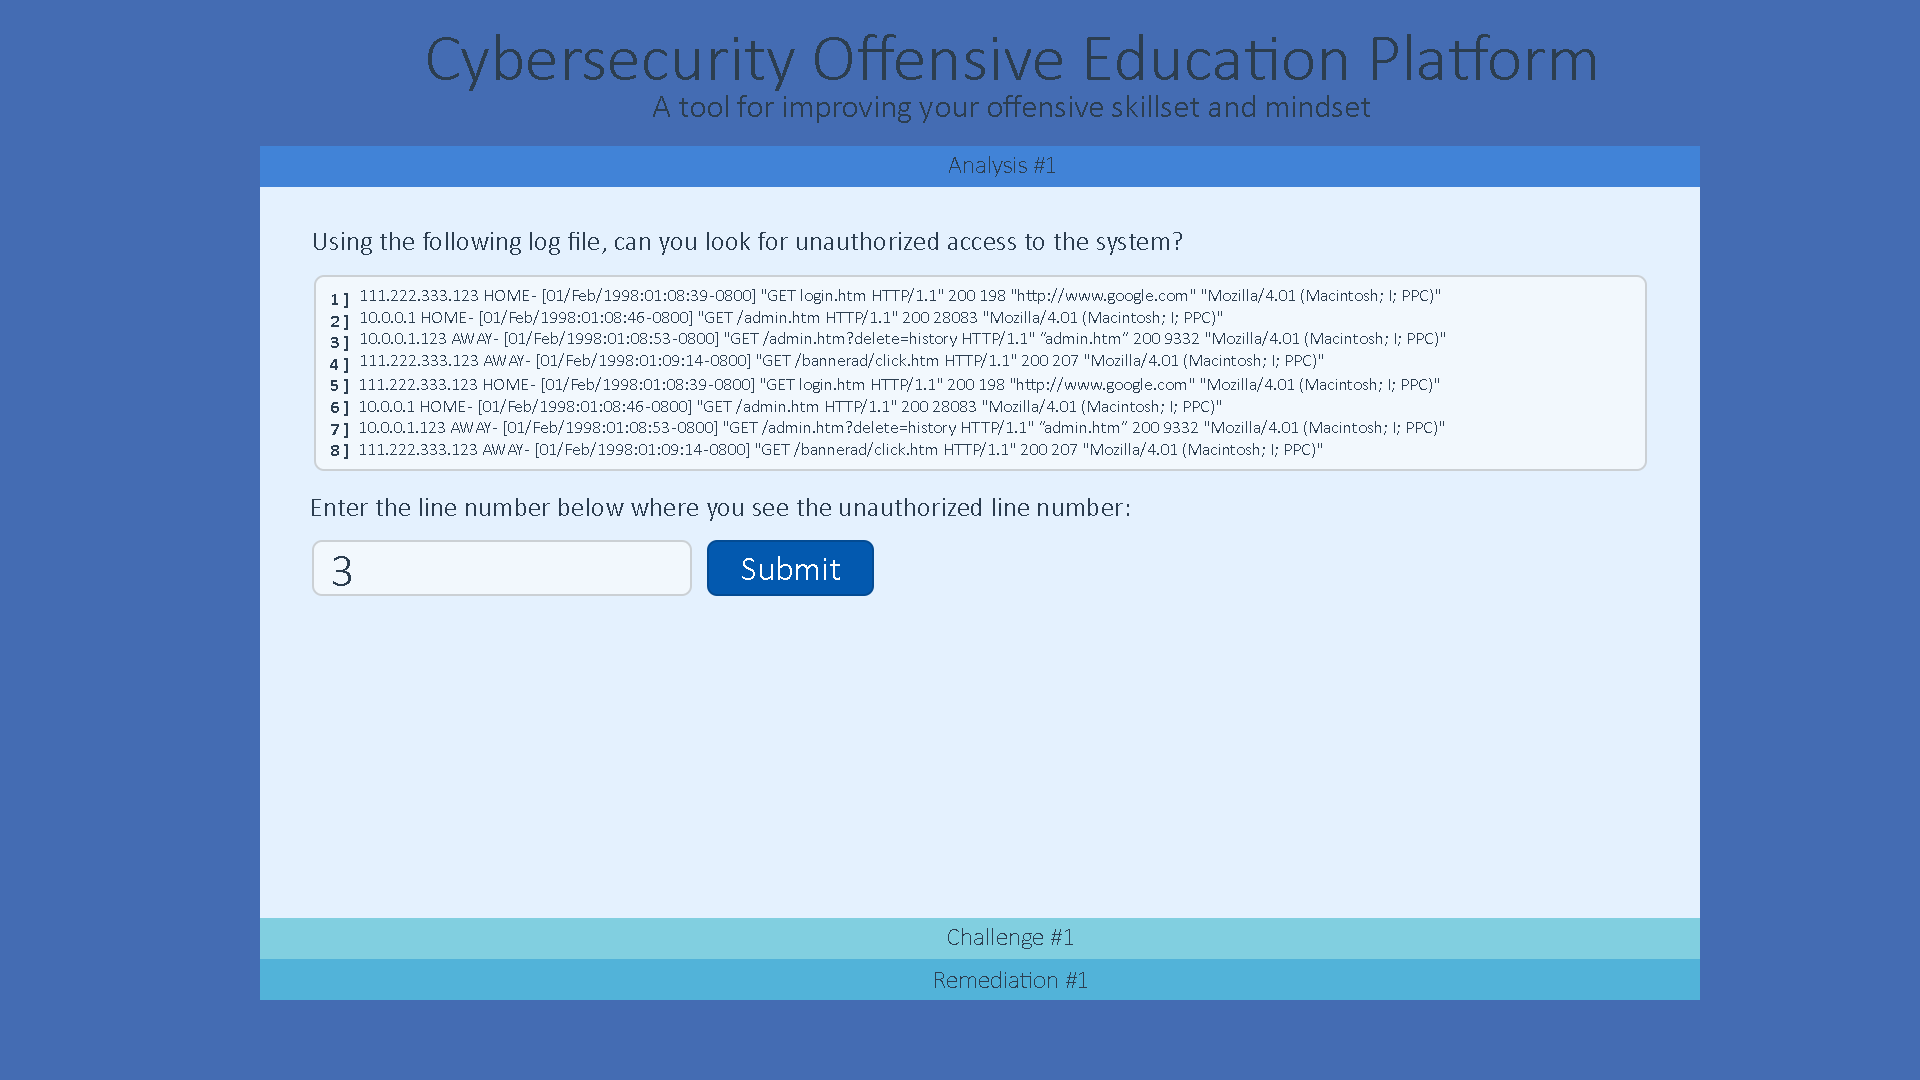 Cybersecurity Offensive Education Platform
A tool for improving your offensive skillset and mindset
Analysis #1
Using the following log file, can you look for unauthorized access to the system?
1] 111.222.333.123 HOME- [01/Feb/1998:01:08:39-0800] "GET login.htm HTTP/1.1" 200 198 "http://www.google.com" "Mozilla/4.01 (Macintosh; I; PPC)"
2] 10.0.0.1 HOME- [01/Feb/1998:01:08:46-0800] "GET /admin.htm HTTP/1.1" 200 28083 "Mozilla/4.01 (Macintosh; I; PPC)"
3] 10.0.0.1.123 AWAY- [01/Feb/1998:01:08:53-0800] "GET /admin.htm?delete=history HTTP/1.1" “admin.htm” 200 9332 "Mozilla/4.01 (Macintosh; I; PPC)"
4] 111.222.333.123 AWAY- [01/Feb/1998:01:09:14-0800] "GET /bannerad/click.htm HTTP/1.1" 200 207 "Mozilla/4.01 (Macintosh; I; PPC)"
5] 111.222.333.123 HOME- [01/Feb/1998:01:08:39-0800] "GET login.htm HTTP/1.1" 200 198 "http://www.google.com" "Mozilla/4.01 (Macintosh; I; PPC)"
6] 10.0.0.1 HOME- [01/Feb/1998:01:08:46-0800] "GET /admin.htm HTTP/1.1" 200 28083 "Mozilla/4.01 (Macintosh; I; PPC)"
7] 10.0.0.1.123 AWAY- [01/Feb/1998:01:08:53-0800] "GET /admin.htm?delete=history HTTP/1.1" “admin.htm” 200 9332 "Mozilla/4.01 (Macintosh; I; PPC)"
8] 111.222.333.123 AWAY- [01/Feb/1998:01:09:14-0800] "GET /bannerad/click.htm HTTP/1.1" 200 207 "Mozilla/4.01 (Macintosh; I; PPC)"
Enter the line number below where you see the unauthorized line number:
3
Submit
Challenge #1
Remediation #1